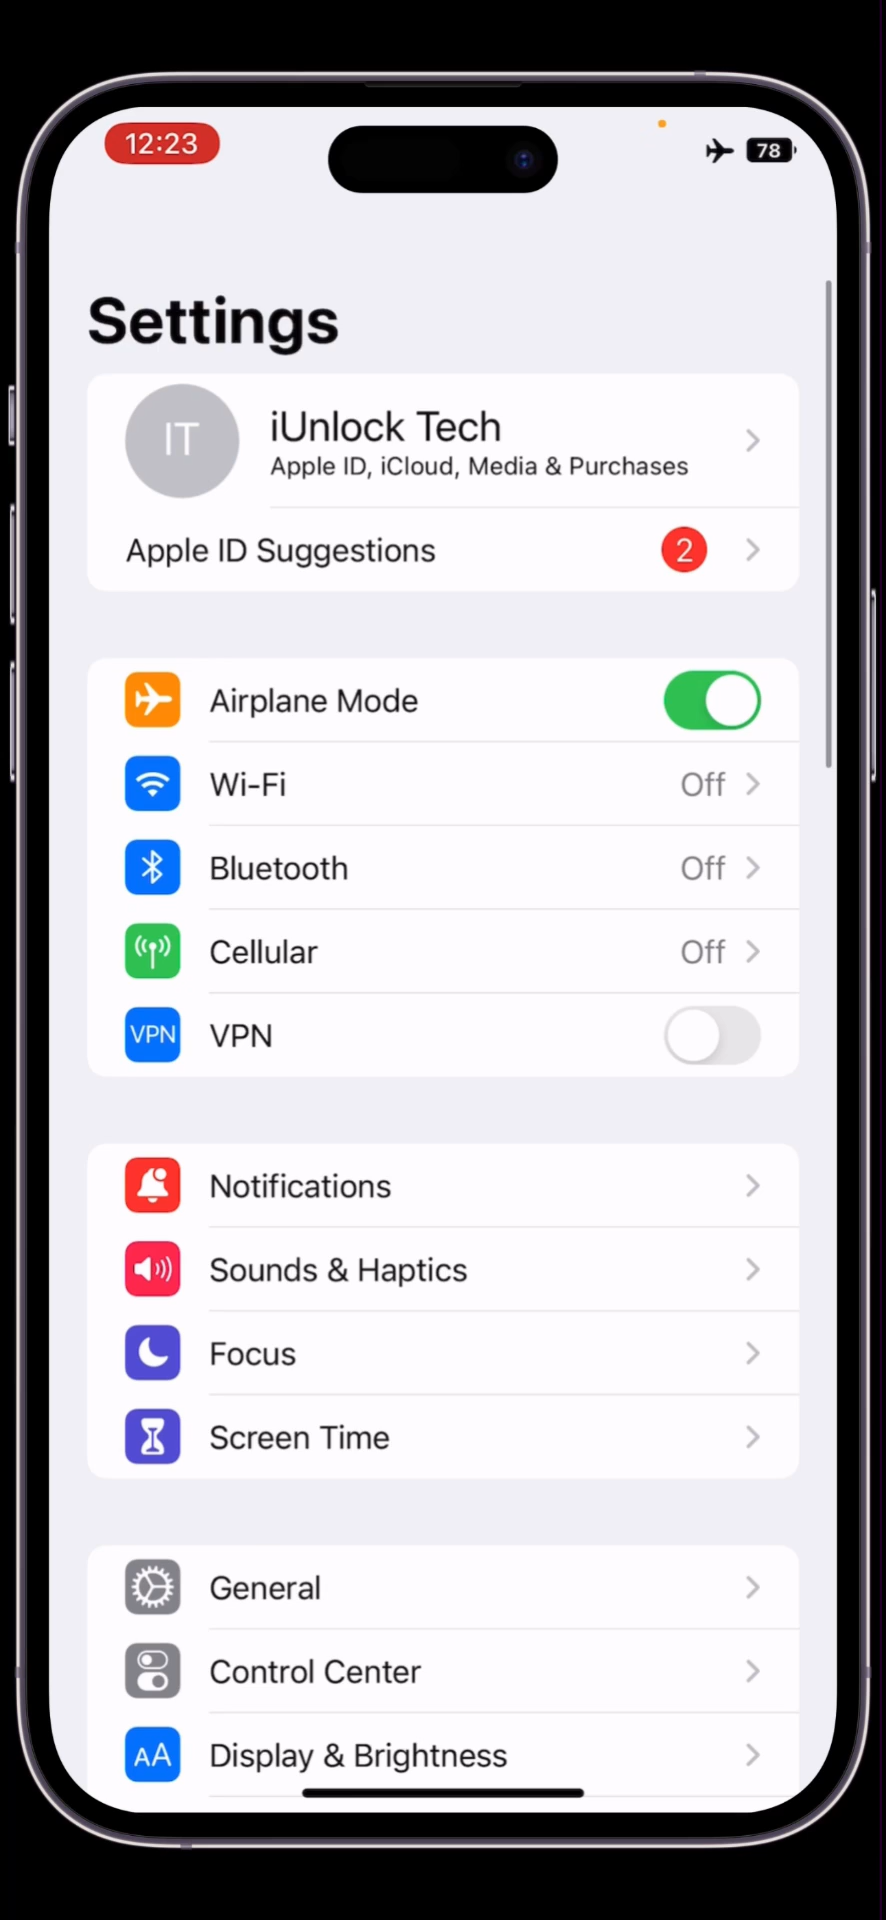 12:23
78
Settings
IT
iUnlock Tech
Apple ID, iCloud, Media & Purchases
Apple ID Suggestions 2
Airplane Mode
Wi-Fi Off
Bluetooth Off
Cellular Off
VPN VPN
Notifications
Sounds & Haptics
Focus
Screen Time
General
Control Center
AA Display & Brightness